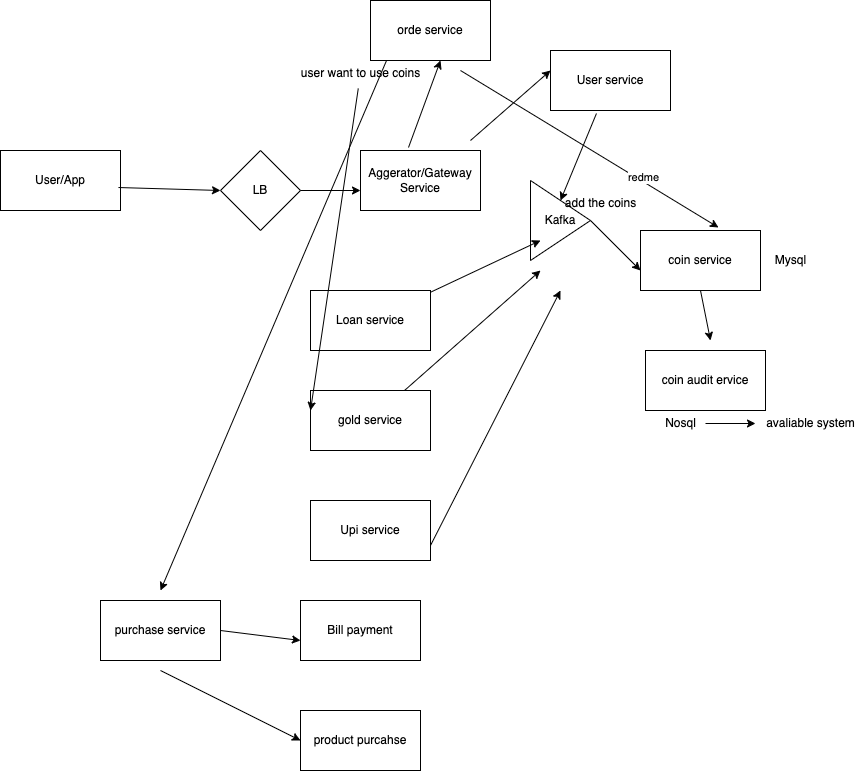 orde service
user want to use coins
User service
User/App
LB
Aggerator/Gateway
Service
redme
add the coins
Kafka
coin service
Mysql
Loan service
coin audit ervice
gold service
Nosql
avaliable system
Upi service
purchase service
Bill payment
product purcahse